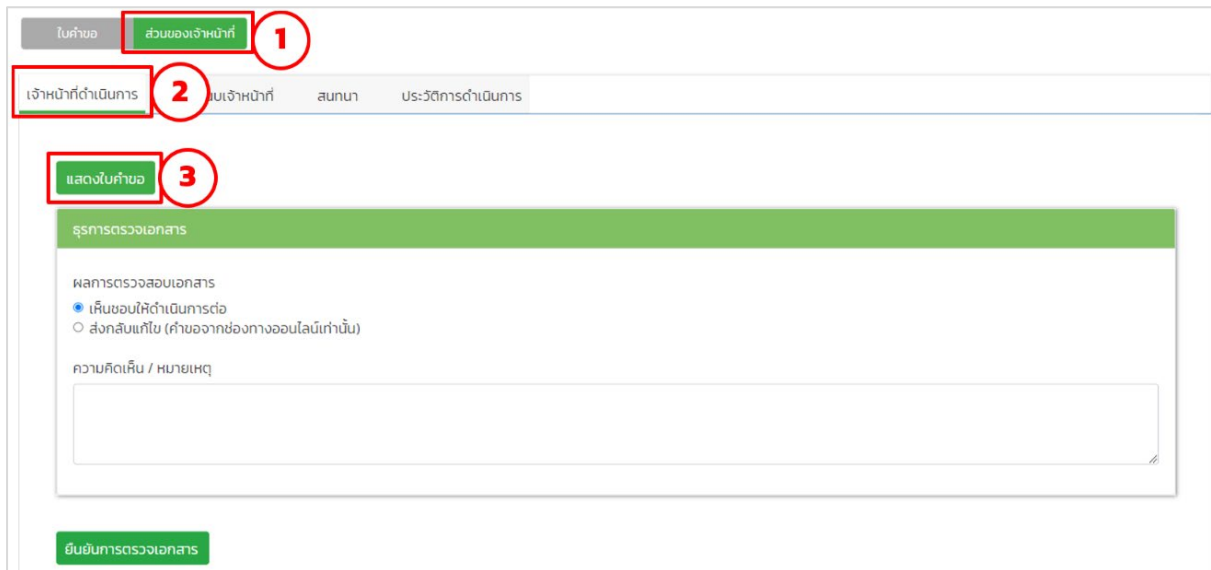 ใบคำขอ ส่วนของเจ้าหน้าที่ 1
เจ้าหน้าที่ดำเนินการ 2 เจ้าหน้าที่ สนทนา ประวัติการดำเนินการ
แสดงใบคำขอ 3
ธุรการตรวจเอกสาร
ผลการตรวจสอบเอกสาร
เห็นชอบให้ดำเนินการต่อ
ส่งกลับแก้ไข (คำขอจากช่องทางออนไลน์เท่านั้น)
ความคิดเห็น / หมายเหตุ
ยืนยันการตรวจเอกสาร